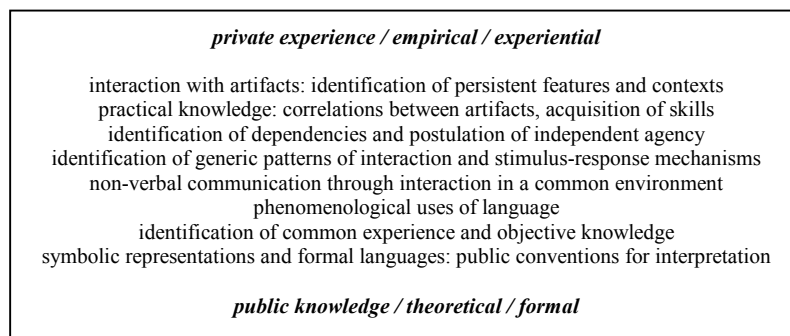 private experience / empirical / experiential
interaction with artifacts: identification of persistent features and contexts
practical knowledge: correlations between artifacts, acquisition of skills
identification of dependencies and postulation of independent agency
identification of generic patterns of interaction and stimulus-response mechanisms
non-verbal communication through interaction in a common environment
phenomenological uses of language
identification of common experience and objective knowledge
symbolic representations and formal languages: public conventions for interpretation
public knowledge / theoretical / formal